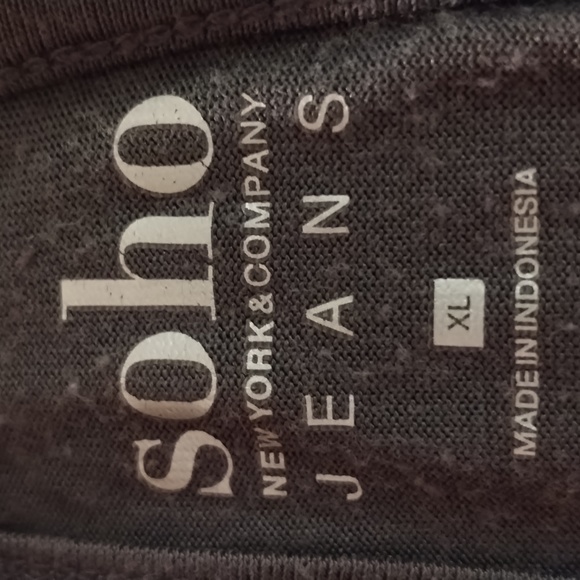 soho
NEW YORK & COMPANY
JEANS
XL
MADE IN INDONESIA